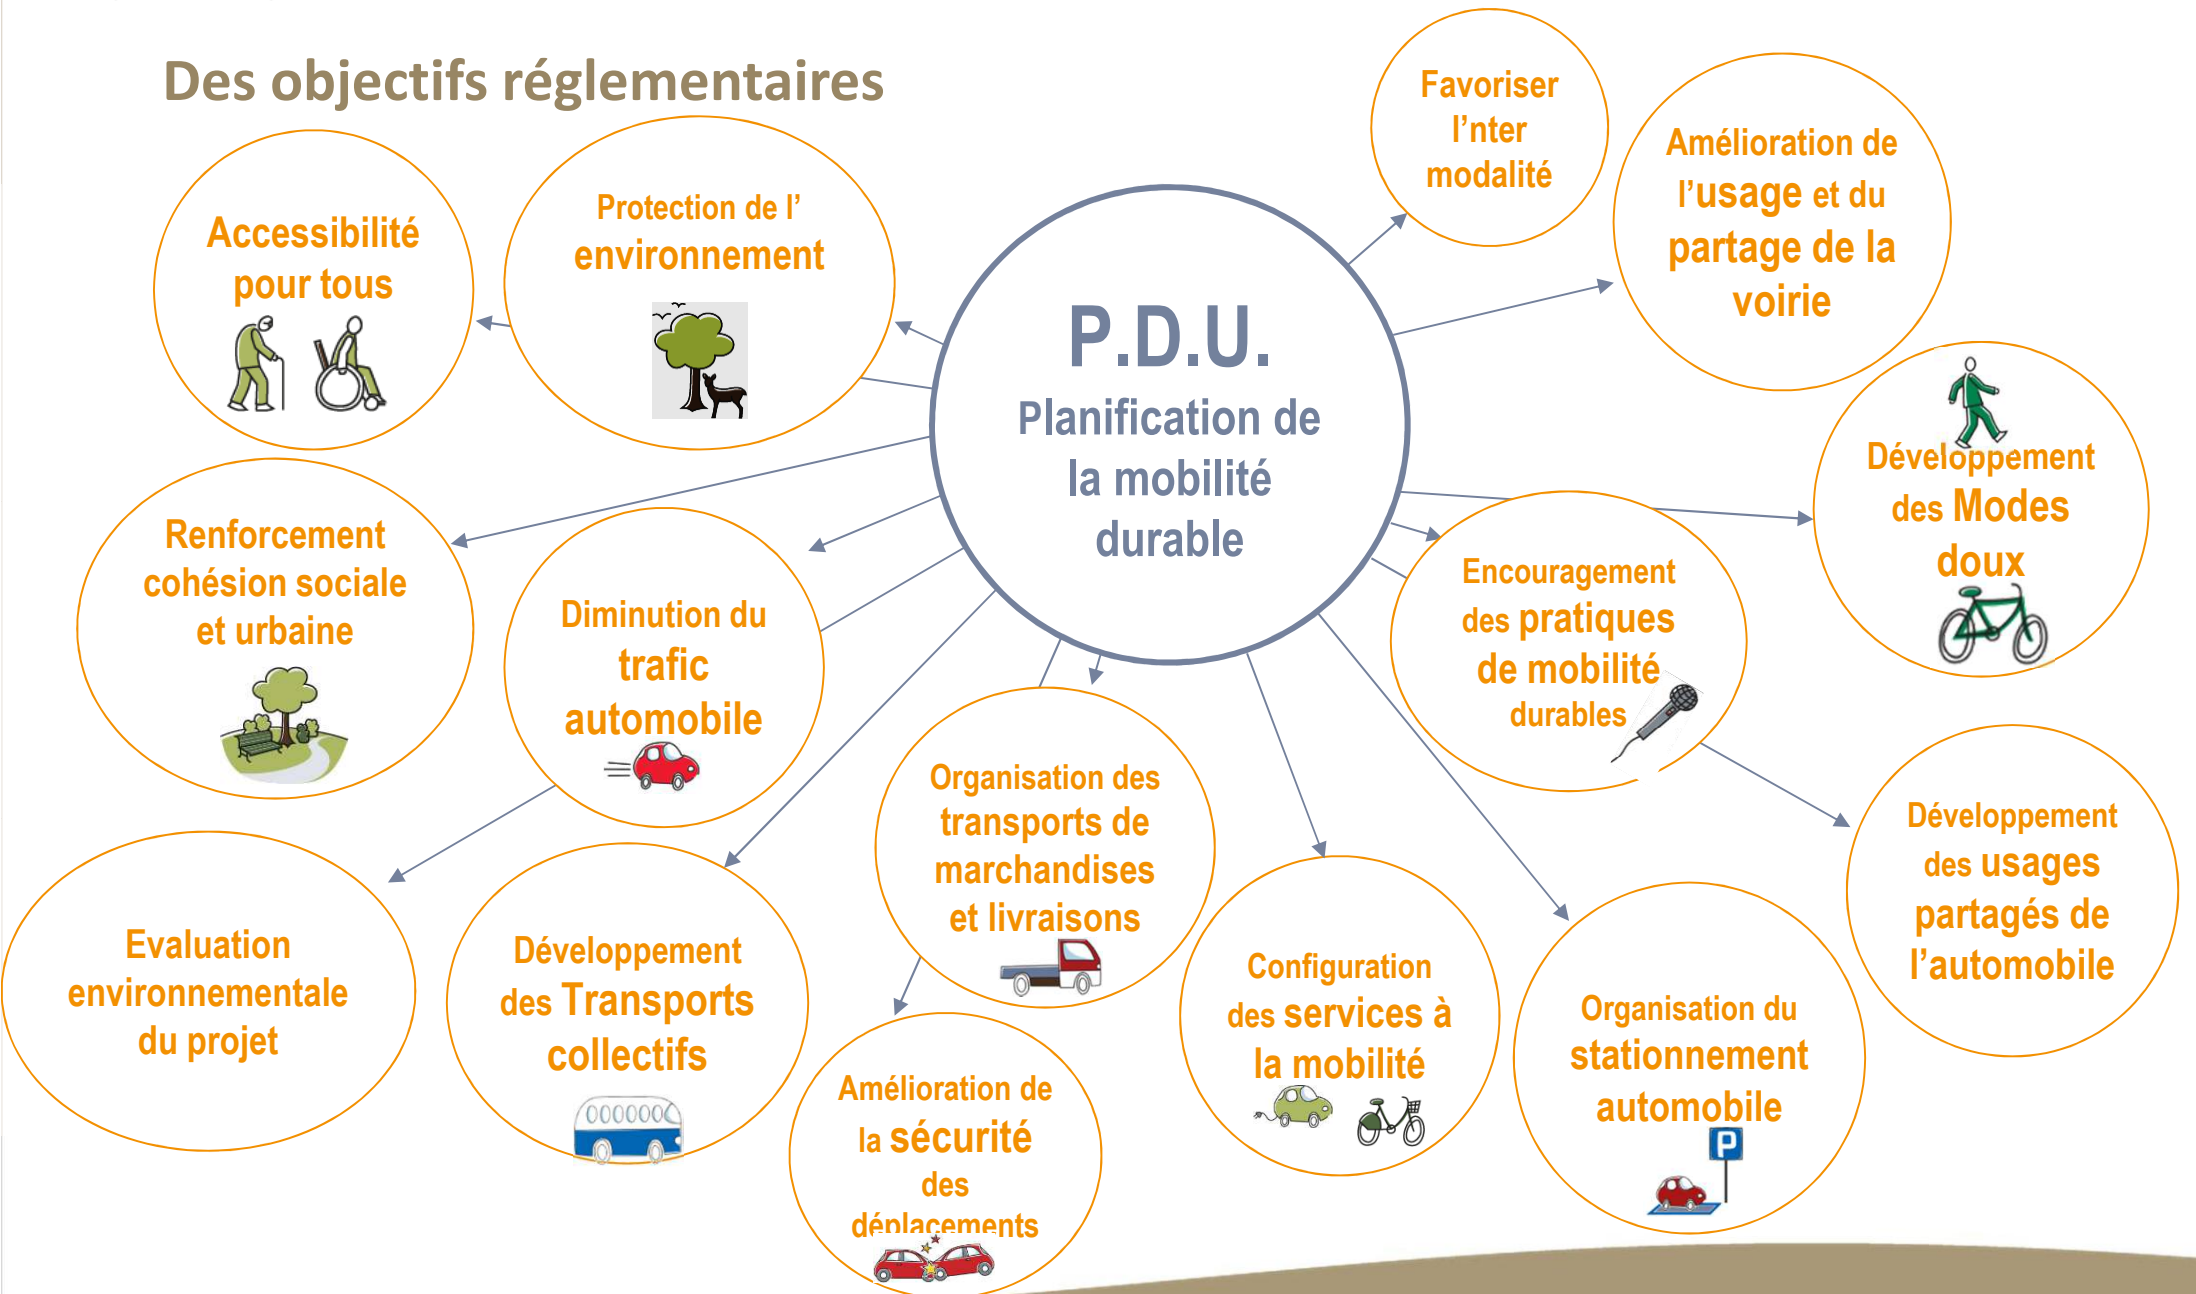 Des objectifs réglementaires
Accessibilité
pour tous
Protection de l’
environnement
P.D.U.
Planification de
la mobilité
durable
Favoriser
l’nter
modalité
Amélioration de
l’usage et du
partage de la
voirie
Développement
des Modes
doux
Encouragement
des pratiques
de mobilité
durables
Renforcement
cohésion sociale
et urbaine
Diminution du
trafic
automobile
Organisation des
transports de
marchandises
et livraisons
Développement
des usages
partagés de
l’automobile
Evaluation
environnementale
du projet
Développement
des Transports
collectifs
Amélioration de
la sécurité
des
déplacements
Configuration
des services à
la mobilité
Organisation du
stationnement
automobile
P